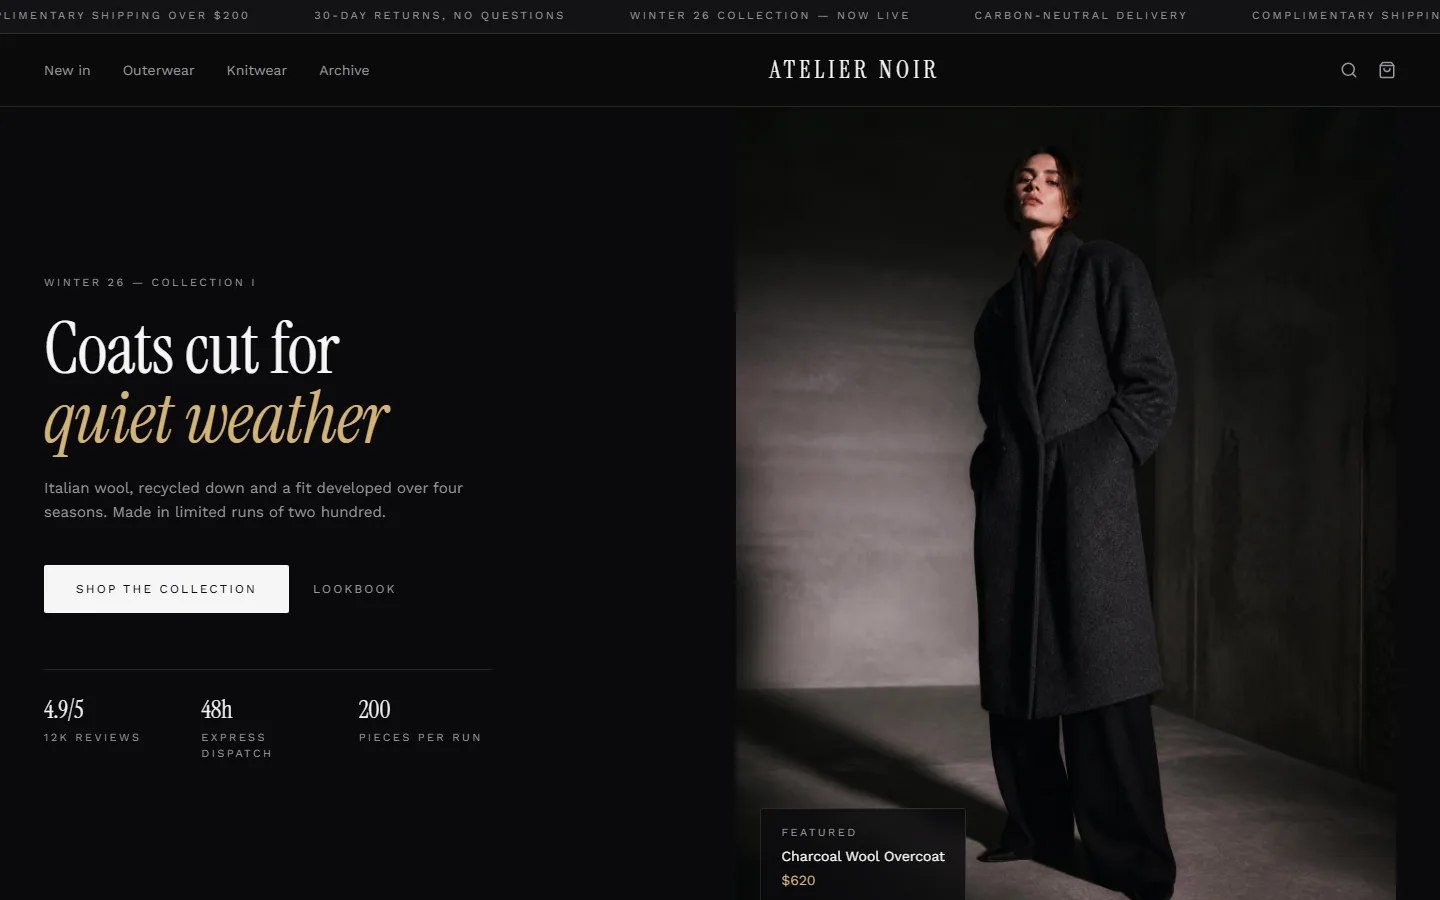 PLIMENTARY SHIPPING OVER $200 30-DAY RETURNS, NO QUESTIONS WINTER 26 COLLECTION — NOW LIVE CARBON-NEUTRAL DELIVERY COMPLIMENTARY SHIPPIN
New in Outerwear Knitwear Archive ATELIER NOIR
WINTER 26 — COLLECTION I
Coats cut for
quiet weather
Italian wool, recycled down and a fit developed over four
seasons. Made in limited runs of two hundred.
SHOP THE COLLECTION LOOKBOOK
4.9/5
12K REVIEWS
48h
EXPRESS
DISPATCH
200
PIECES PER RUN
FEATURED
Charcoal Wool Overcoat
$620